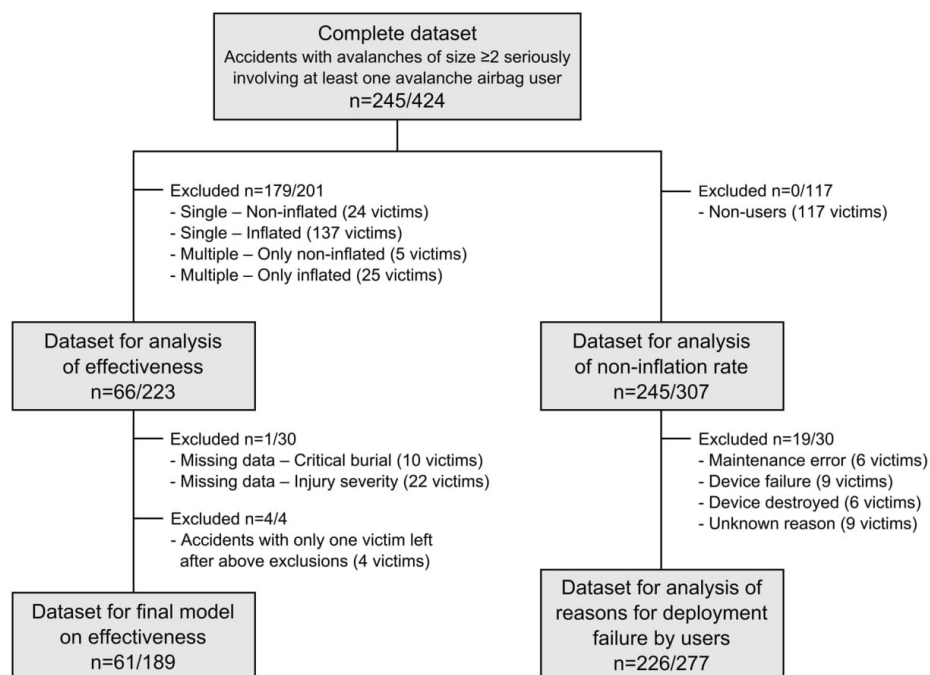 Complete dataset
Accidents with avalanches of size ≥2 seriously
involving at least one avalanche airbag user
n=245/424
Excluded n=179/201
- Single – Non-inflated (24 victims)
- Single – Inflated (137 victims)
- Multiple – Only non-inflated (5 victims)
- Multiple – Only inflated (25 victims)
Excluded n=0/117
- Non-users (117 victims)
Dataset for analysis
of effectiveness
n=66/223
Dataset for analysis
of non-inflation rate
n=245/307
Excluded n=1/30
- Missing data – Critical burial (10 victims)
- Missing data – Injury severity (22 victims)
Excluded n=4/4
- Accidents with only one victim left
after above exclusions (4 victims)
Excluded n=19/30
- Maintenance error (6 victims)
- Device failure (9 victims)
- Device destroyed (6 victims)
- Unknown reason (9 victims)
Dataset for final model
on effectiveness
n=61/189
Dataset for analysis of
reasons for deployment
failure by users
n=226/277